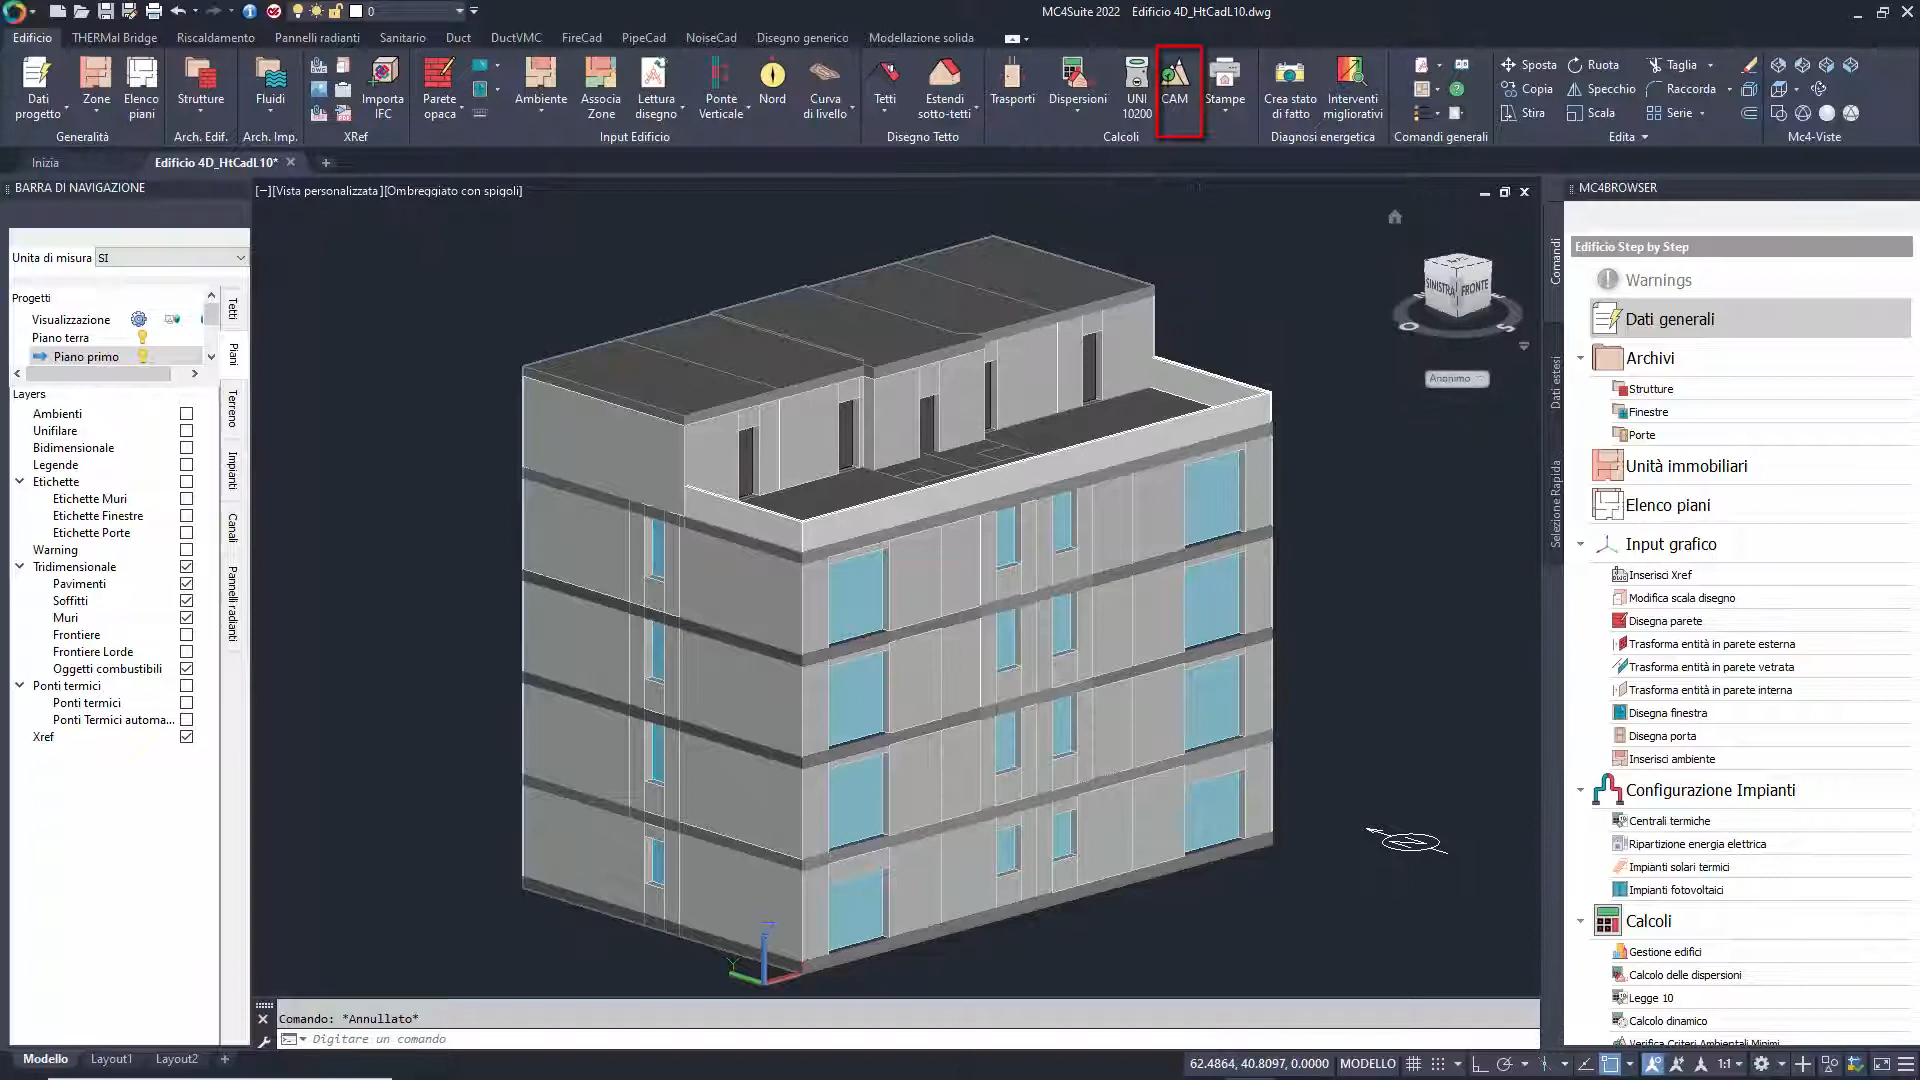 0
MC4Suite 2022 Edificio 4D_HtCadL10.dwg
Edificio THERMal Bridge Riscaldamento Pannelli radianti Sanitario Duct DuctVMC FireCad PipeCad NoiseCad Disegno generico Modellazione solida
Dati progetto
Zone
Elenco piani
Strutture
Fluidi
Importa IFC
Parete opaca
Ambiente
Associa Zone
Lettura disegno
Ponte Verticale
Nord
Curva di livello
Tetti
Estendi sotto-tetti
Trasporti
Dispersioni
UNI 10200
CAM
Stampe
Crea stato di fatto
Interventi migliorativi
Sposta Ruota Taglia
Copia Specchio Raccorda
Stira Scala Serie
Generalità Arch. Edif. Arch. Imp. XRef Input Edificio Disegno Tetto Calcoli Diagnosi energetica Comandi generali Edita Mc4-Viste
Inizia Edificio 4D_HtCadL10*
BARRA DI NAVIGAZIONE
[−][Vista personalizzata][Ombreggiato con spigoli]
MC4BROWSER
Unita di misura SI
Progetti
Visualizzazione
Piano terra
Piano primo
Layers
Ambienti
Unifilare
Bidimensionale
Legende
Etichette
Etichette Muri
Etichette Finestre
Etichette Porte
Warning
Tridimensionale
Pavimenti
Soffitti
Muri
Frontiere
Frontiere Lorde
Oggetti combustibili
Ponti termici
Ponti termici
Ponti Termici automa...
Xref
Tetti
Piani
Terreno
Impianti
Canali
Pannelli radianti
SINISTRA FRONTE
O S
Anonimo
Comandi
Dati estesi
Selezione Rapida
Edificio Step by Step
Warnings
Dati generali
Archivi
Strutture
Finestre
Porte
Unità immobiliari
Elenco piani
Input grafico
Inserisci Xref
Modifica scala disegno
Disegna parete
Trasforma entità in parete esterna
Trasforma entità in parete vetrata
Trasforma entità in parete interna
Disegna finestra
Disegna porta
Inserisci ambiente
Configurazione Impianti
Centrali termiche
Ripartizione energia elettrica
Impianti solari termici
Impianti fotovoltaici
Calcoli
Gestione edifici
Calcolo delle dispersioni
Legge 10
Calcolo dinamico
Verifica Criteri Ambientali Minimi
Y
Comando: *Annullato*
Digitare un comando
Modello Layout1 Layout2 +
62.4864, 40.8097, 0.0000 MODELLO 1:1